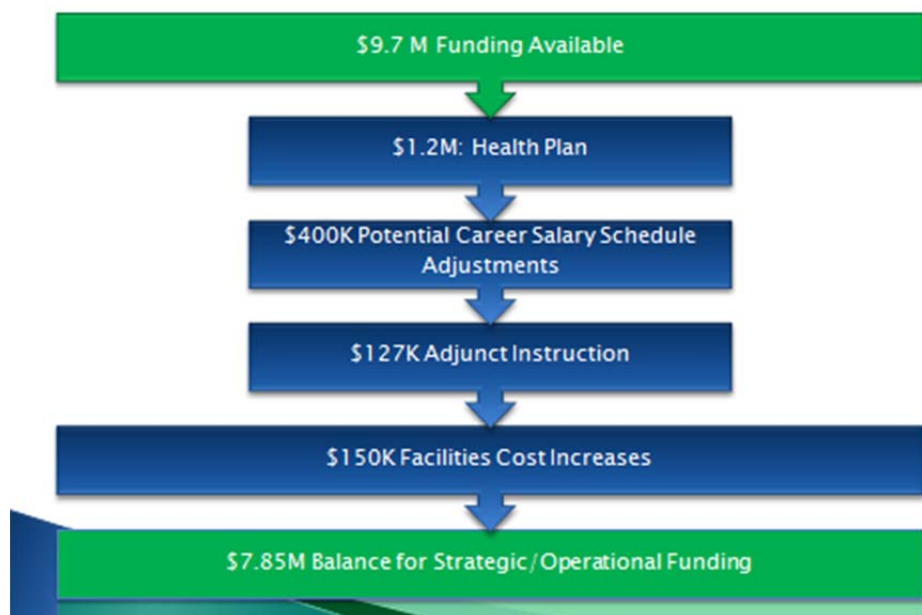 $9.7 M Funding Available
$1.2M: Health Plan
$400K Potential Career Salary Schedule
Adjustments
$127K Adjunct Instruction
$150K Facilities Cost Increases
$7.85M Balance for Strategic/Operational Funding